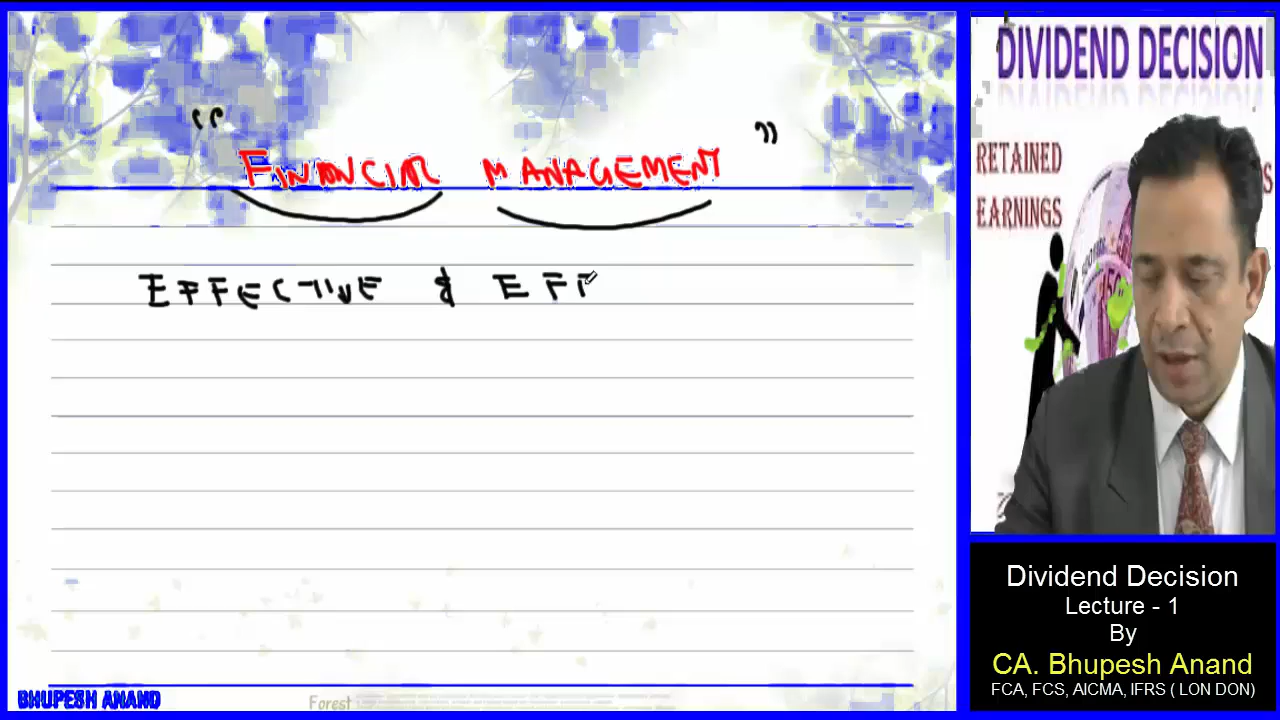 “ FINANCIAL MANAGEMENT ”
EFFECTIVE & EFF
BHUPESH ANAND
Forest
DIVIDEND DECISION
RETAINED
EARNINGS
Dividend Decision
Lecture - 1
By
CA. Bhupesh Anand
FCA, FCS, AICMA, IFRS ( LON DON)